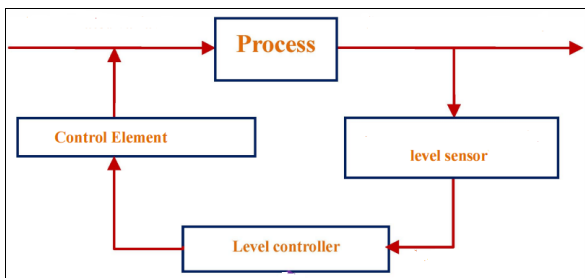 Process
Control Element
level sensor
Level controller